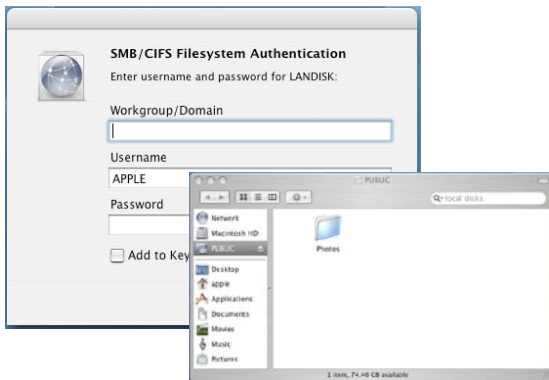 SMB/CIFS Filesystem Authentication
Enter username and password for LANDISK:
Workgroup/Domain
Username
APPLE
Password
Add to Key
PUBLIC
local disks
Network
Macintosh HD
PUBLIC
Desktop
apple
Applications
Documents
Movies
Music
Pictures
Photos
1 item, 74.46 GB available